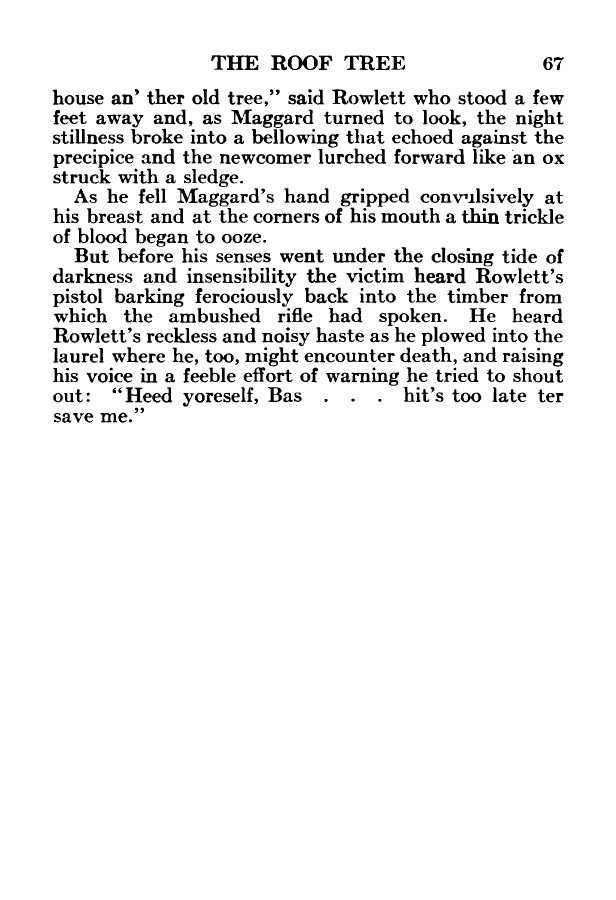 THE ROOF TREE 67
house an’ ther old tree,” said Rowlett who stood a few
feet away and, as Maggard turned to look, the night
stillness broke into a bellowing that echoed against the
precipice and the newcomer lurched forward like an ox
struck with a sledge.
As he fell Maggard’s hand gripped convulsively at
his breast and at the corners of his mouth a thin trickle
of blood began to ooze.
But before his senses went under the closing tide of
darkness and insensibility the victim heard Rowlett’s
pistol barking ferociously back into the timber from
which the ambushed rifle had spoken. He heard
Rowlett’s reckless and noisy haste as he plowed into the
laurel where he, too, might encounter death, and raising
his voice in a feeble effort of warning he tried to shout
out: “Heed yoreself, Bas . . . hit’s too late ter
save me.”